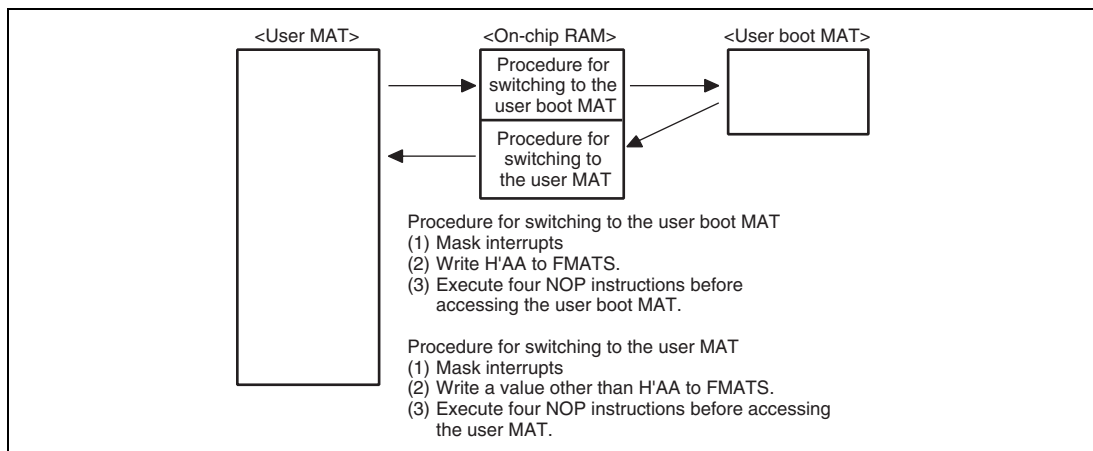 <User MAT>
<On-chip RAM>
<User boot MAT>
Procedure for
switching to the
user boot MAT
Procedure for
switching to
the user MAT
Procedure for switching to the user boot MAT
(1) Mask interrupts
(2) Write H'AA to FMATS.
(3) Execute four NOP instructions before
accessing the user boot MAT.
Procedure for switching to the user MAT
(1) Mask interrupts
(2) Write a value other than H'AA to FMATS.
(3) Execute four NOP instructions before accessing
the user MAT.